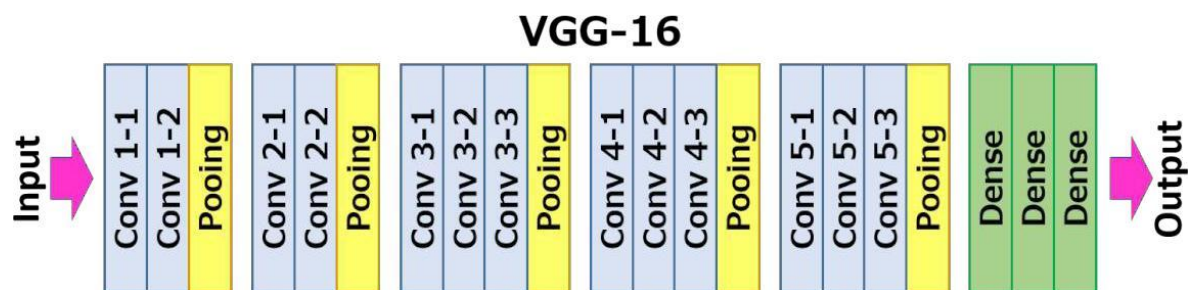 VGG-16
Input
Conv 1-1
Conv 1-2
Pooing
Conv 2-1
Conv 2-2
Pooing
Conv 3-1
Conv 3-2
Conv 3-3
Pooing
Conv 4-1
Conv 4-2
Conv 4-3
Pooing
Conv 5-1
Conv 5-2
Conv 5-3
Pooing
Dense
Dense
Dense
Output